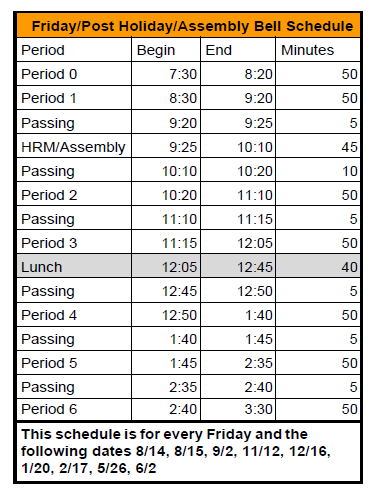 Friday/Post Holiday/Assembly Bell Schedule
Period Begin End Minutes
Period 0 7:30 8:20 50
Period 1 8:30 9:20 50
Passing 9:20 9:25 5
HRM/Assembly 9:25 10:10 45
Passing 10:10 10:20 10
Period 2 10:20 11:10 50
Passing 11:10 11:15 5
Period 3 11:15 12:05 50
Lunch 12:05 12:45 40
Passing 12:45 12:50 5
Period 4 12:50 1:40 50
Passing 1:40 1:45 5
Period 5 1:45 2:35 50
Passing 2:35 2:40 5
Period 6 2:40 3:30 50
This schedule is for every Friday and the
following dates 8/14, 8/15, 9/2, 11/12, 12/16,
1/20, 2/17, 5/26, 6/2